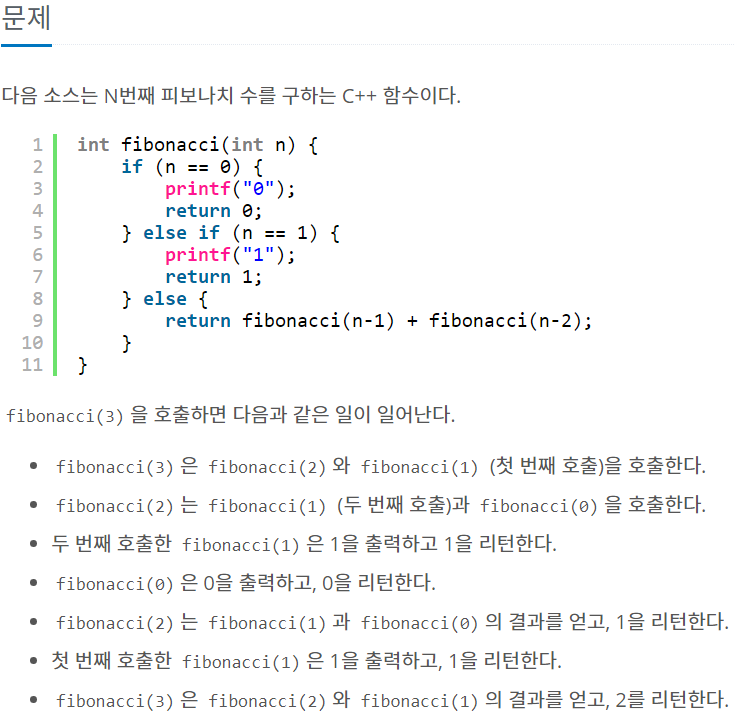 문제
다음 소스는 N번째 피보나치 수를 구하는 C++ 함수이다.
1 int fibonacci(int n) {
2     if (n == 0) {
3         printf("0");
4         return 0;
5     } else if (n == 1) {
6         printf("1");
7         return 1;
8     } else {
9         return fibonacci(n-1) + fibonacci(n-2);
10     }
11 }
fibonacci(3) 을 호출하면 다음과 같은 일이 일어난다.
• fibonacci(3) 은 fibonacci(2) 와 fibonacci(1) (첫 번째 호출)을 호출한다.
• fibonacci(2) 는 fibonacci(1) (두 번째 호출)과 fibonacci(0) 을 호출한다.
• 두 번째 호출한 fibonacci(1) 은 1을 출력하고 1을 리턴한다.
• fibonacci(0) 은 0을 출력하고, 0을 리턴한다.
• fibonacci(2) 는 fibonacci(1) 과 fibonacci(0) 의 결과를 얻고, 1을 리턴한다.
• 첫 번째 호출한 fibonacci(1) 은 1을 출력하고, 1을 리턴한다.
• fibonacci(3) 은 fibonacci(2) 와 fibonacci(1) 의 결과를 얻고, 2를 리턴한다.